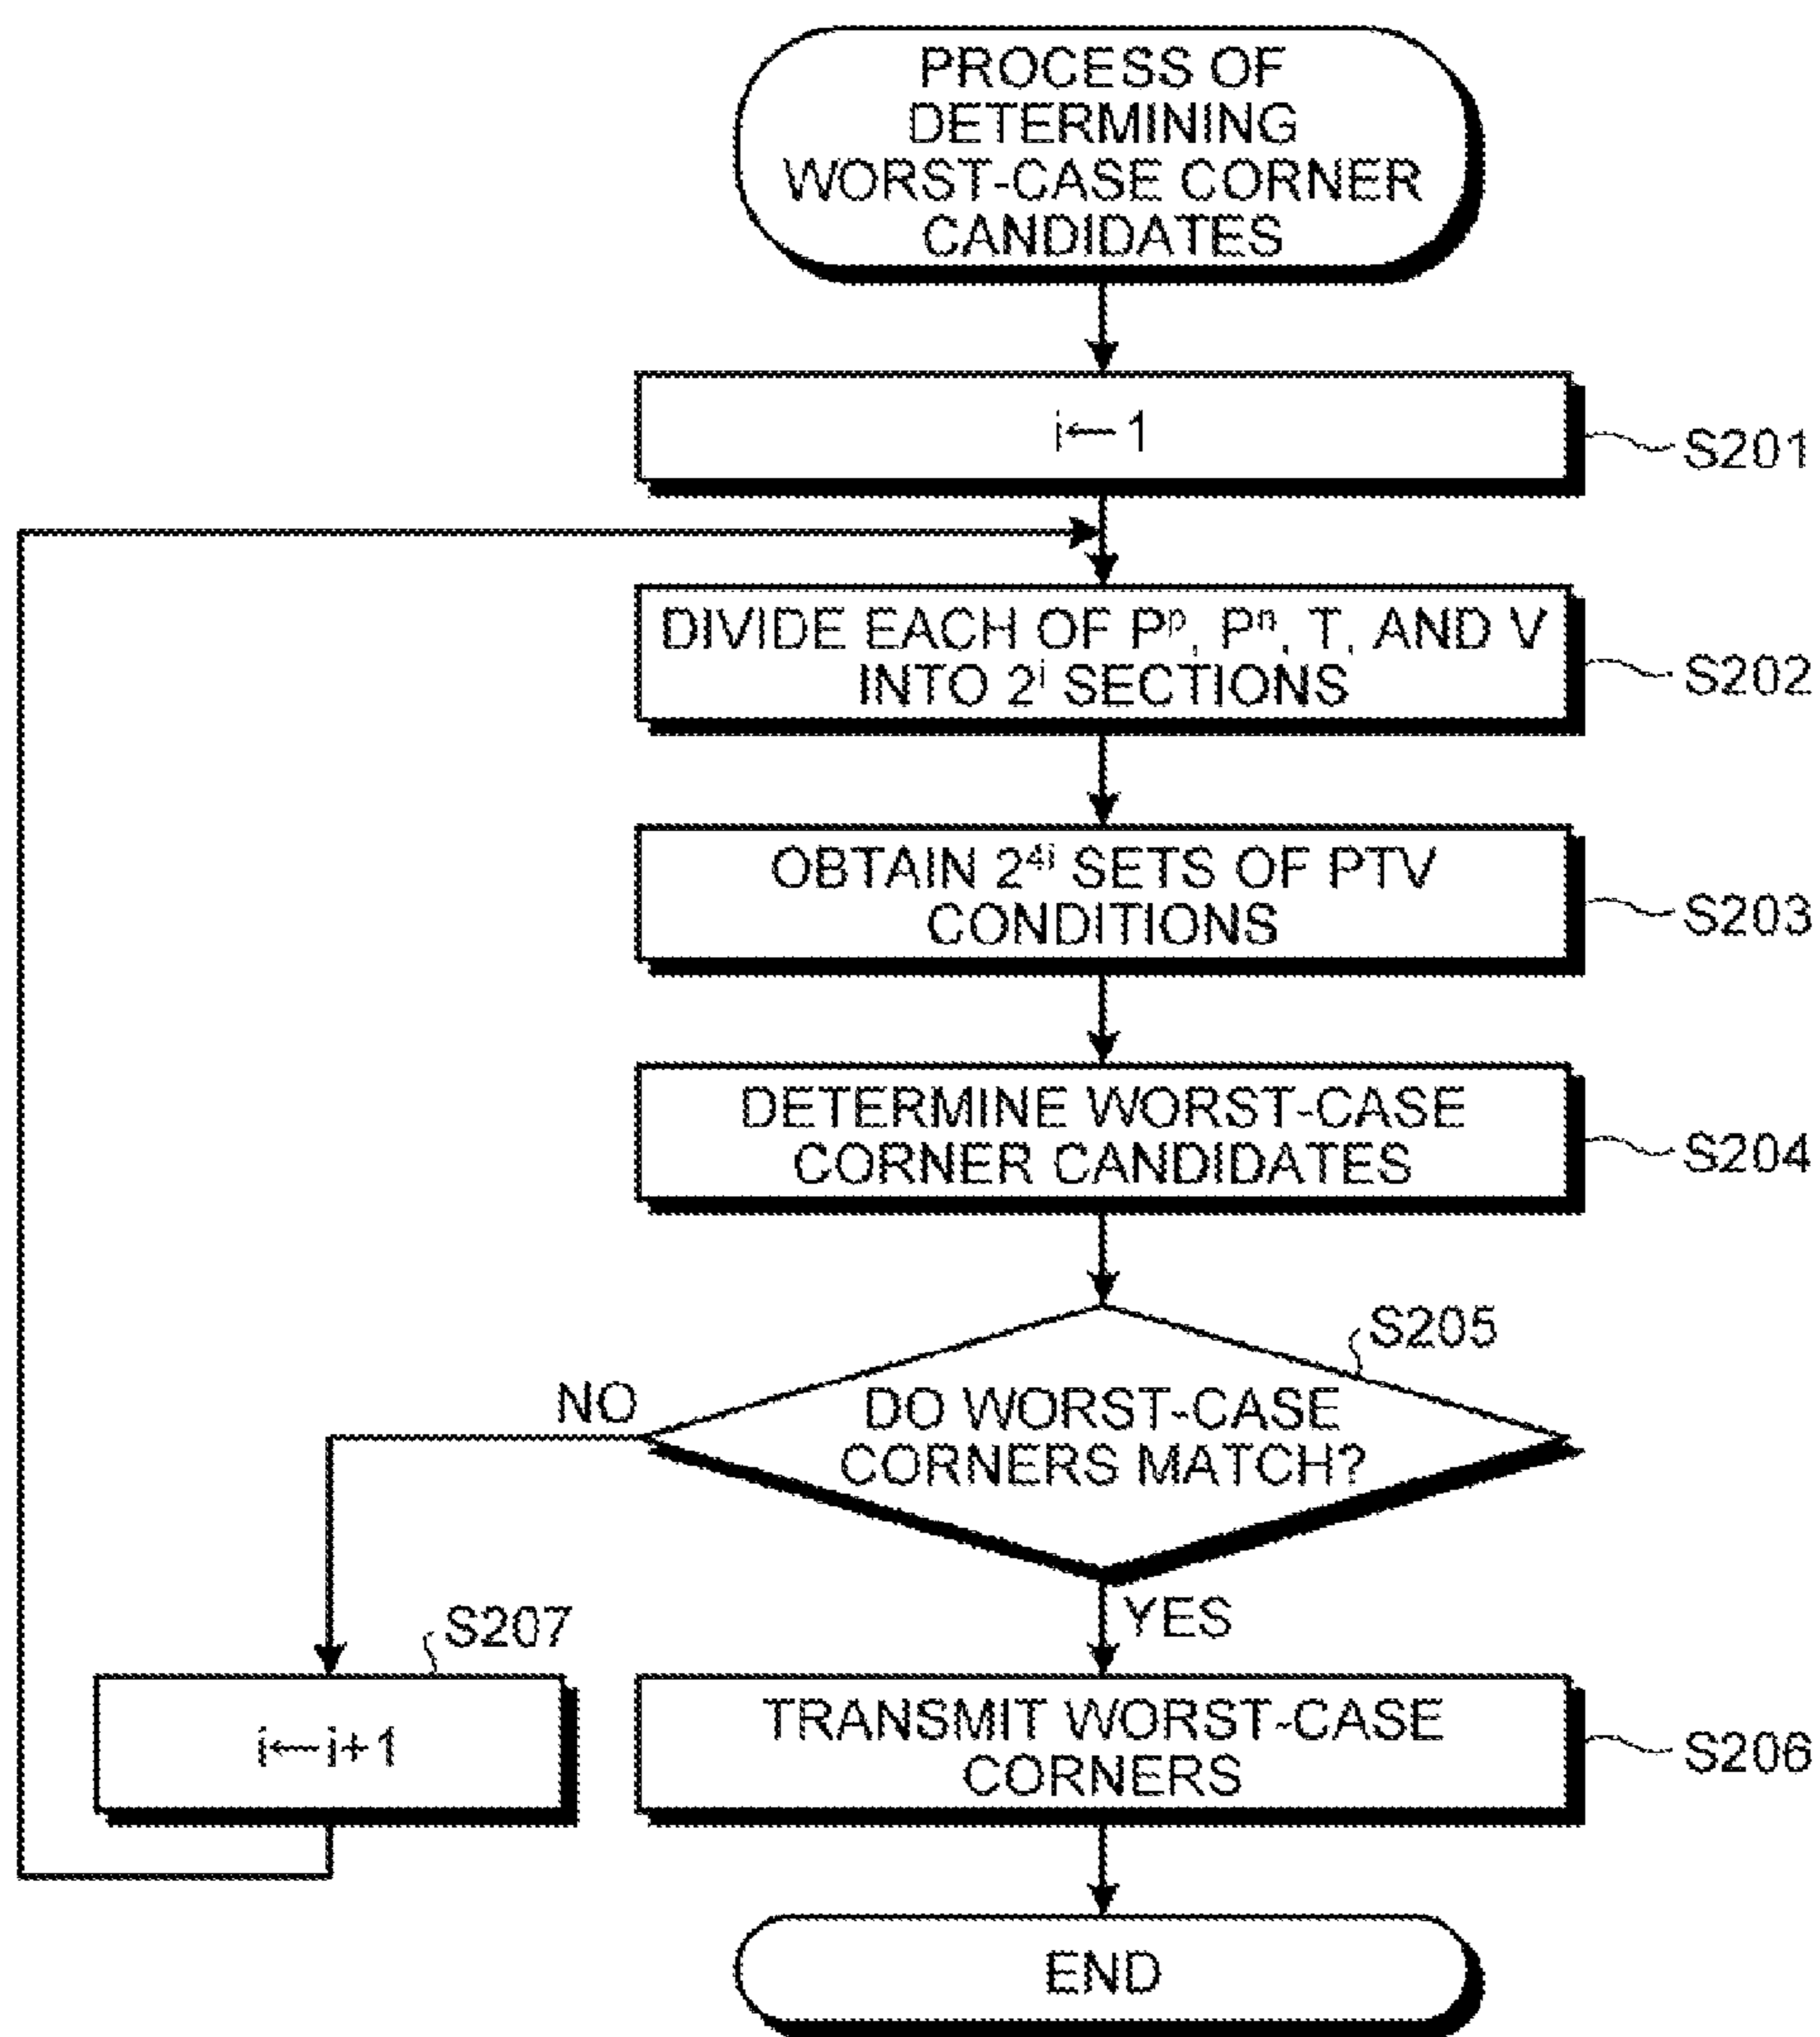 PROCESS OF
DETERMINING
WORST-CASE CORNER
CANDIDATES
i←1
S201
DIVIDE EACH OF Pᵖ, Pⁿ, T, AND V
INTO 2ⁱ SECTIONS
S202
OBTAIN 2⁴ⁱ SETS OF PTV
CONDITIONS
S203
DETERMINE WORST-CASE
CORNER CANDIDATES
S204
S205
DO WORST-CASE
CORNERS MATCH?
NO
YES
S207
i←i+1
TRANSMIT WORST-CASE
CORNERS
S206
END